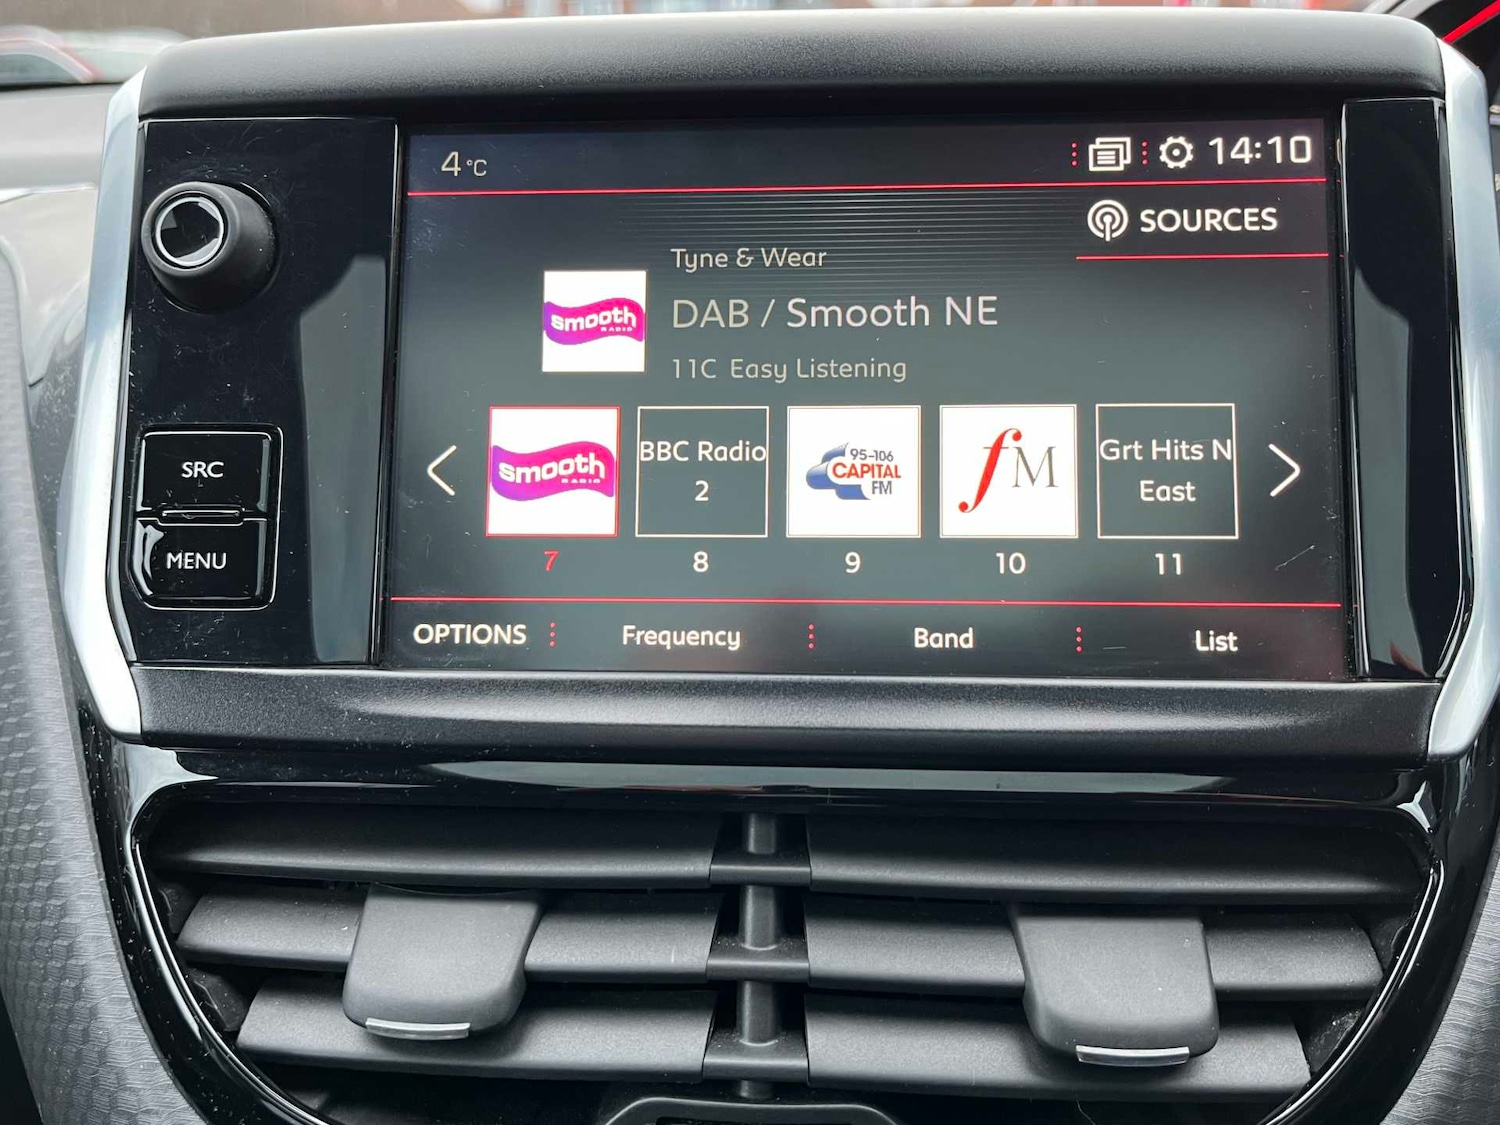 4°C
14:10
SOURCES
Tyne & Wear
smooth
RADIO
DAB / Smooth NE
11C Easy Listening
smooth
RADIO
BBC Radio
2
95-106
CAPITAL
FM
fM
Grt Hits N
East
7
8
9
10
11
OPTIONS
Frequency
Band
List
SRC
MENU